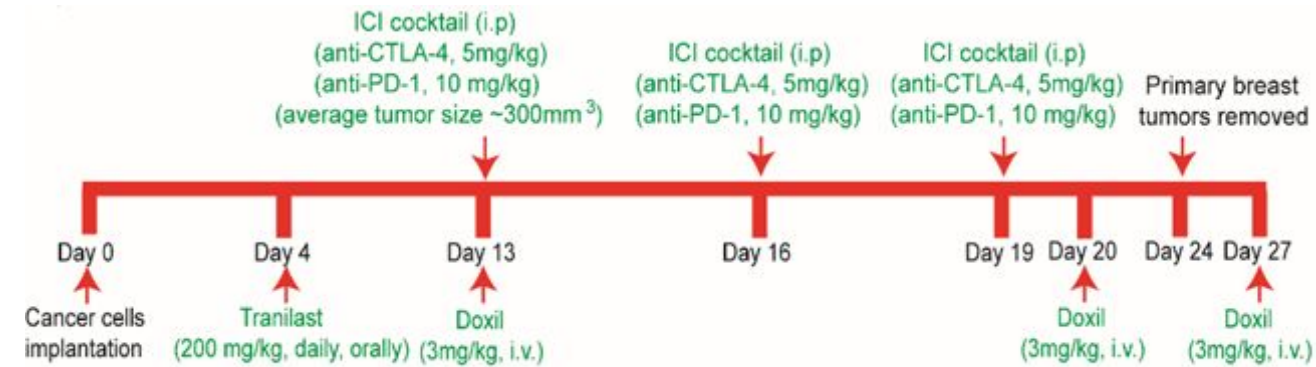 ICI cocktail (i.p)
(anti-CTLA-4, 5mg/kg)
(anti-PD-1, 10 mg/kg)
(average tumor size ~300mm³)
ICI cocktail (i.p)
(anti-CTLA-4, 5mg/kg)
(anti-PD-1, 10 mg/kg)
ICI cocktail (i.p)
(anti-CTLA-4, 5mg/kg)
(anti-PD-1, 10 mg/kg)
Primary breast
tumors removed
Day 0
Day 4
Day 13
Day 16
Day 19
Day 20
Day 24
Day 27
Cancer cells
implantation
Tranilast
(200 mg/kg, daily, orally)
Doxil
(3mg/kg, i.v.)
Doxil
(3mg/kg, i.v.)
Doxil
(3mg/kg, i.v.)